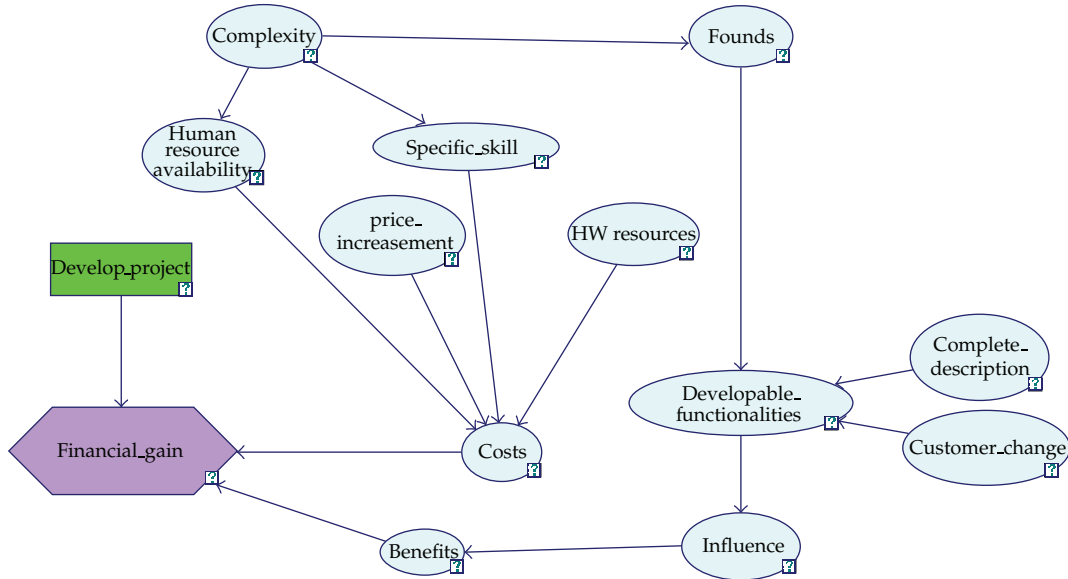 Complexity
?
Founds
?
Human
resource
availability
?
Specific_skill
?
price_
increasement
?
HW resources
?
Develop_project
?
Complete_
description
?
Developable_
functionalities
?
Customer_change
?
Financial_gain
?
Costs
?
Benefits
?
Influence
?